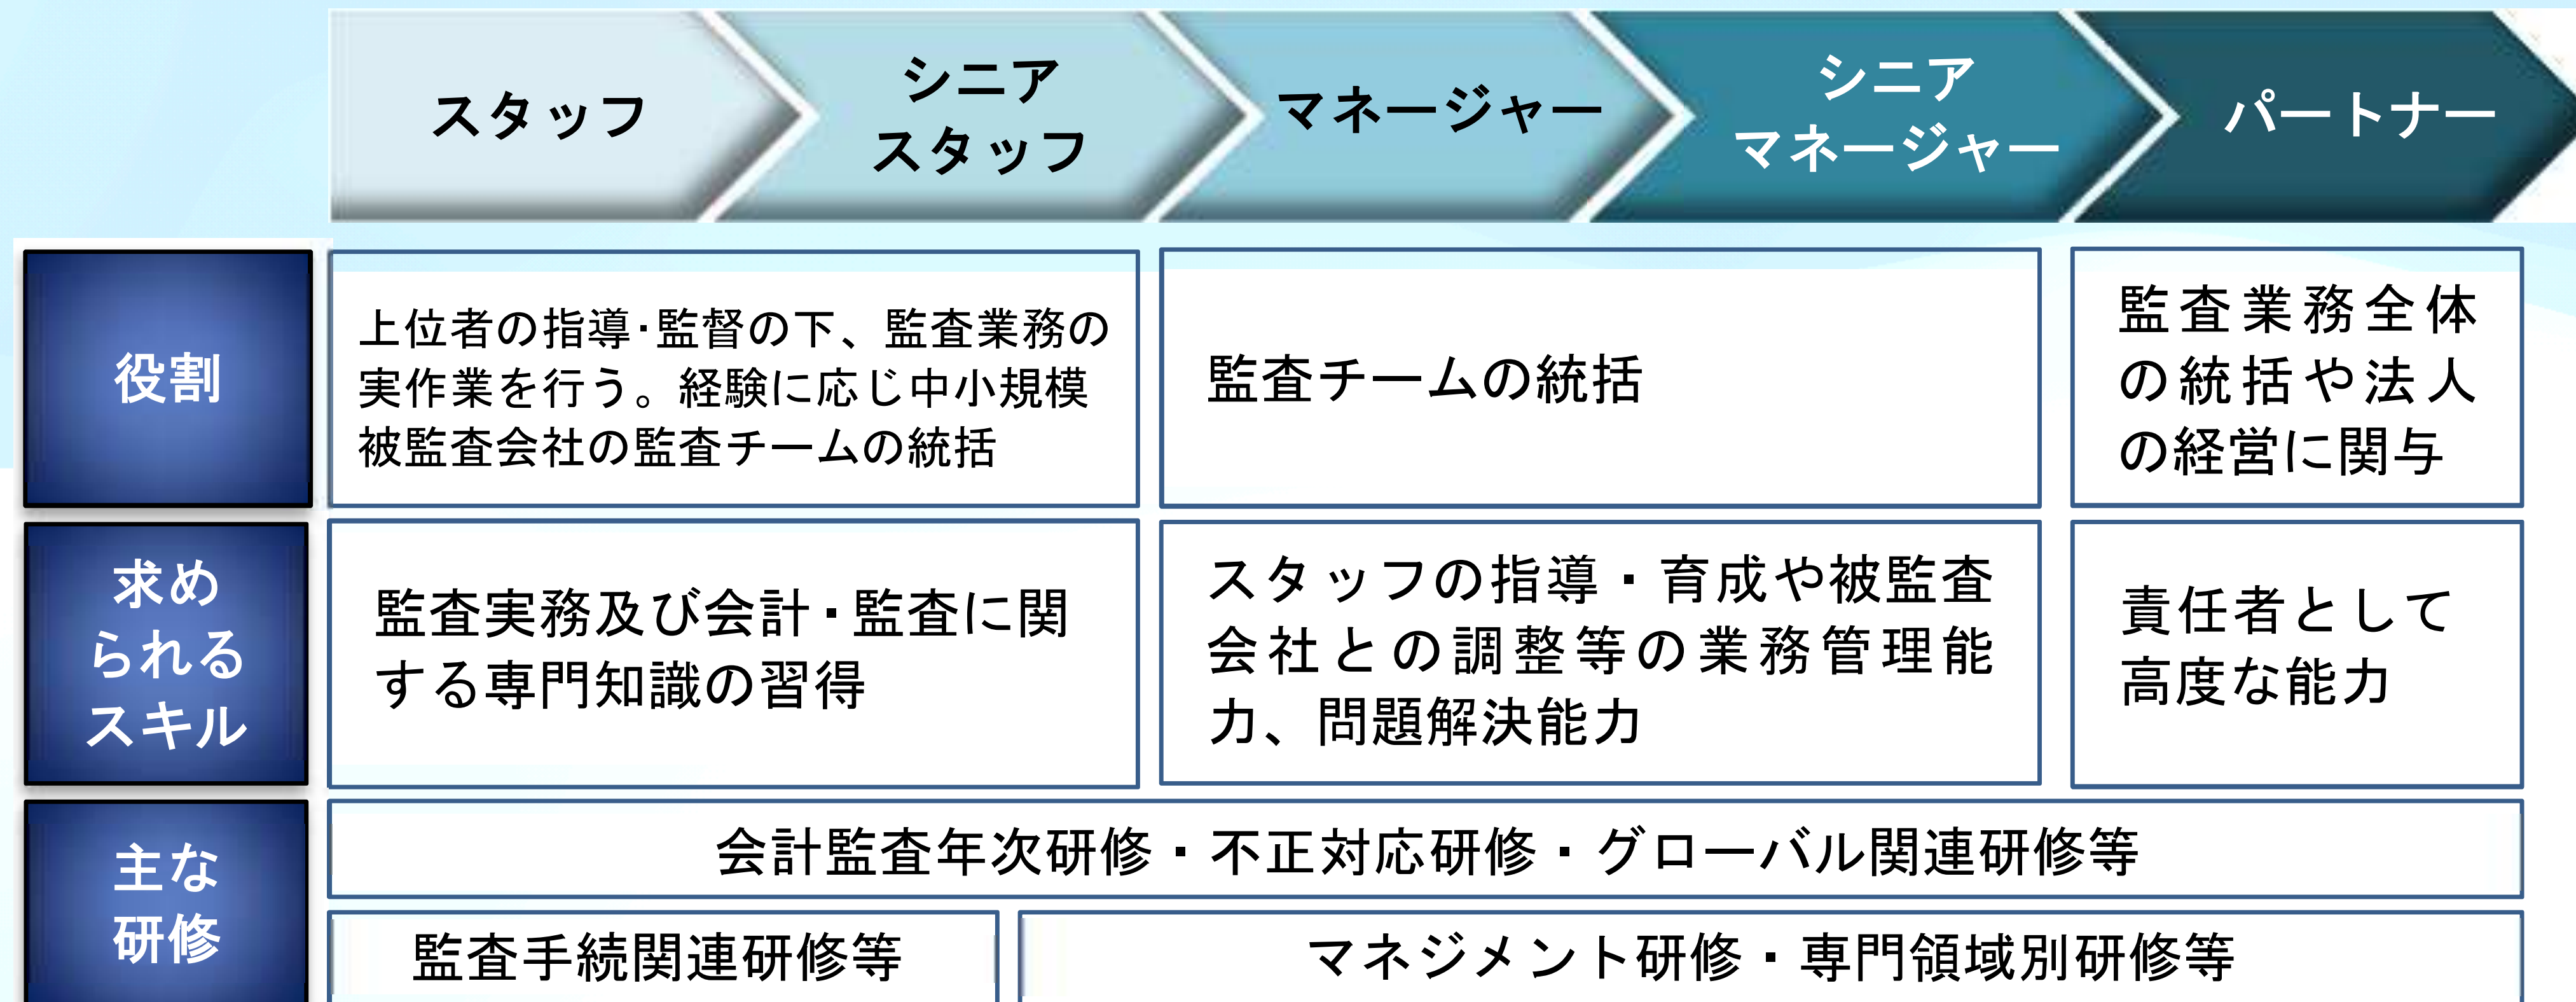 スタッフ
シニア
スタッフ
マネージャー
シニア
マネージャー
パートナー
役割
上位者の指導・監督の下、監査業務の
実作業を行う。経験に応じ中小規模
被監査会社の監査チームの統括
監査チームの統括
監査業務全体
の統括や法人
の経営に関与
求め
られる
スキル
監査実務及び会計・監査に関
する専門知識の習得
スタッフの指導・育成や被監査
会社との調整等の業務管理能
力、問題解決能力
責任者として
高度な能力
主な
研修
会計監査年次研修・不正対応研修・グローバル関連研修等
監査手続関連研修等
マネジメント研修・専門領域別研修等